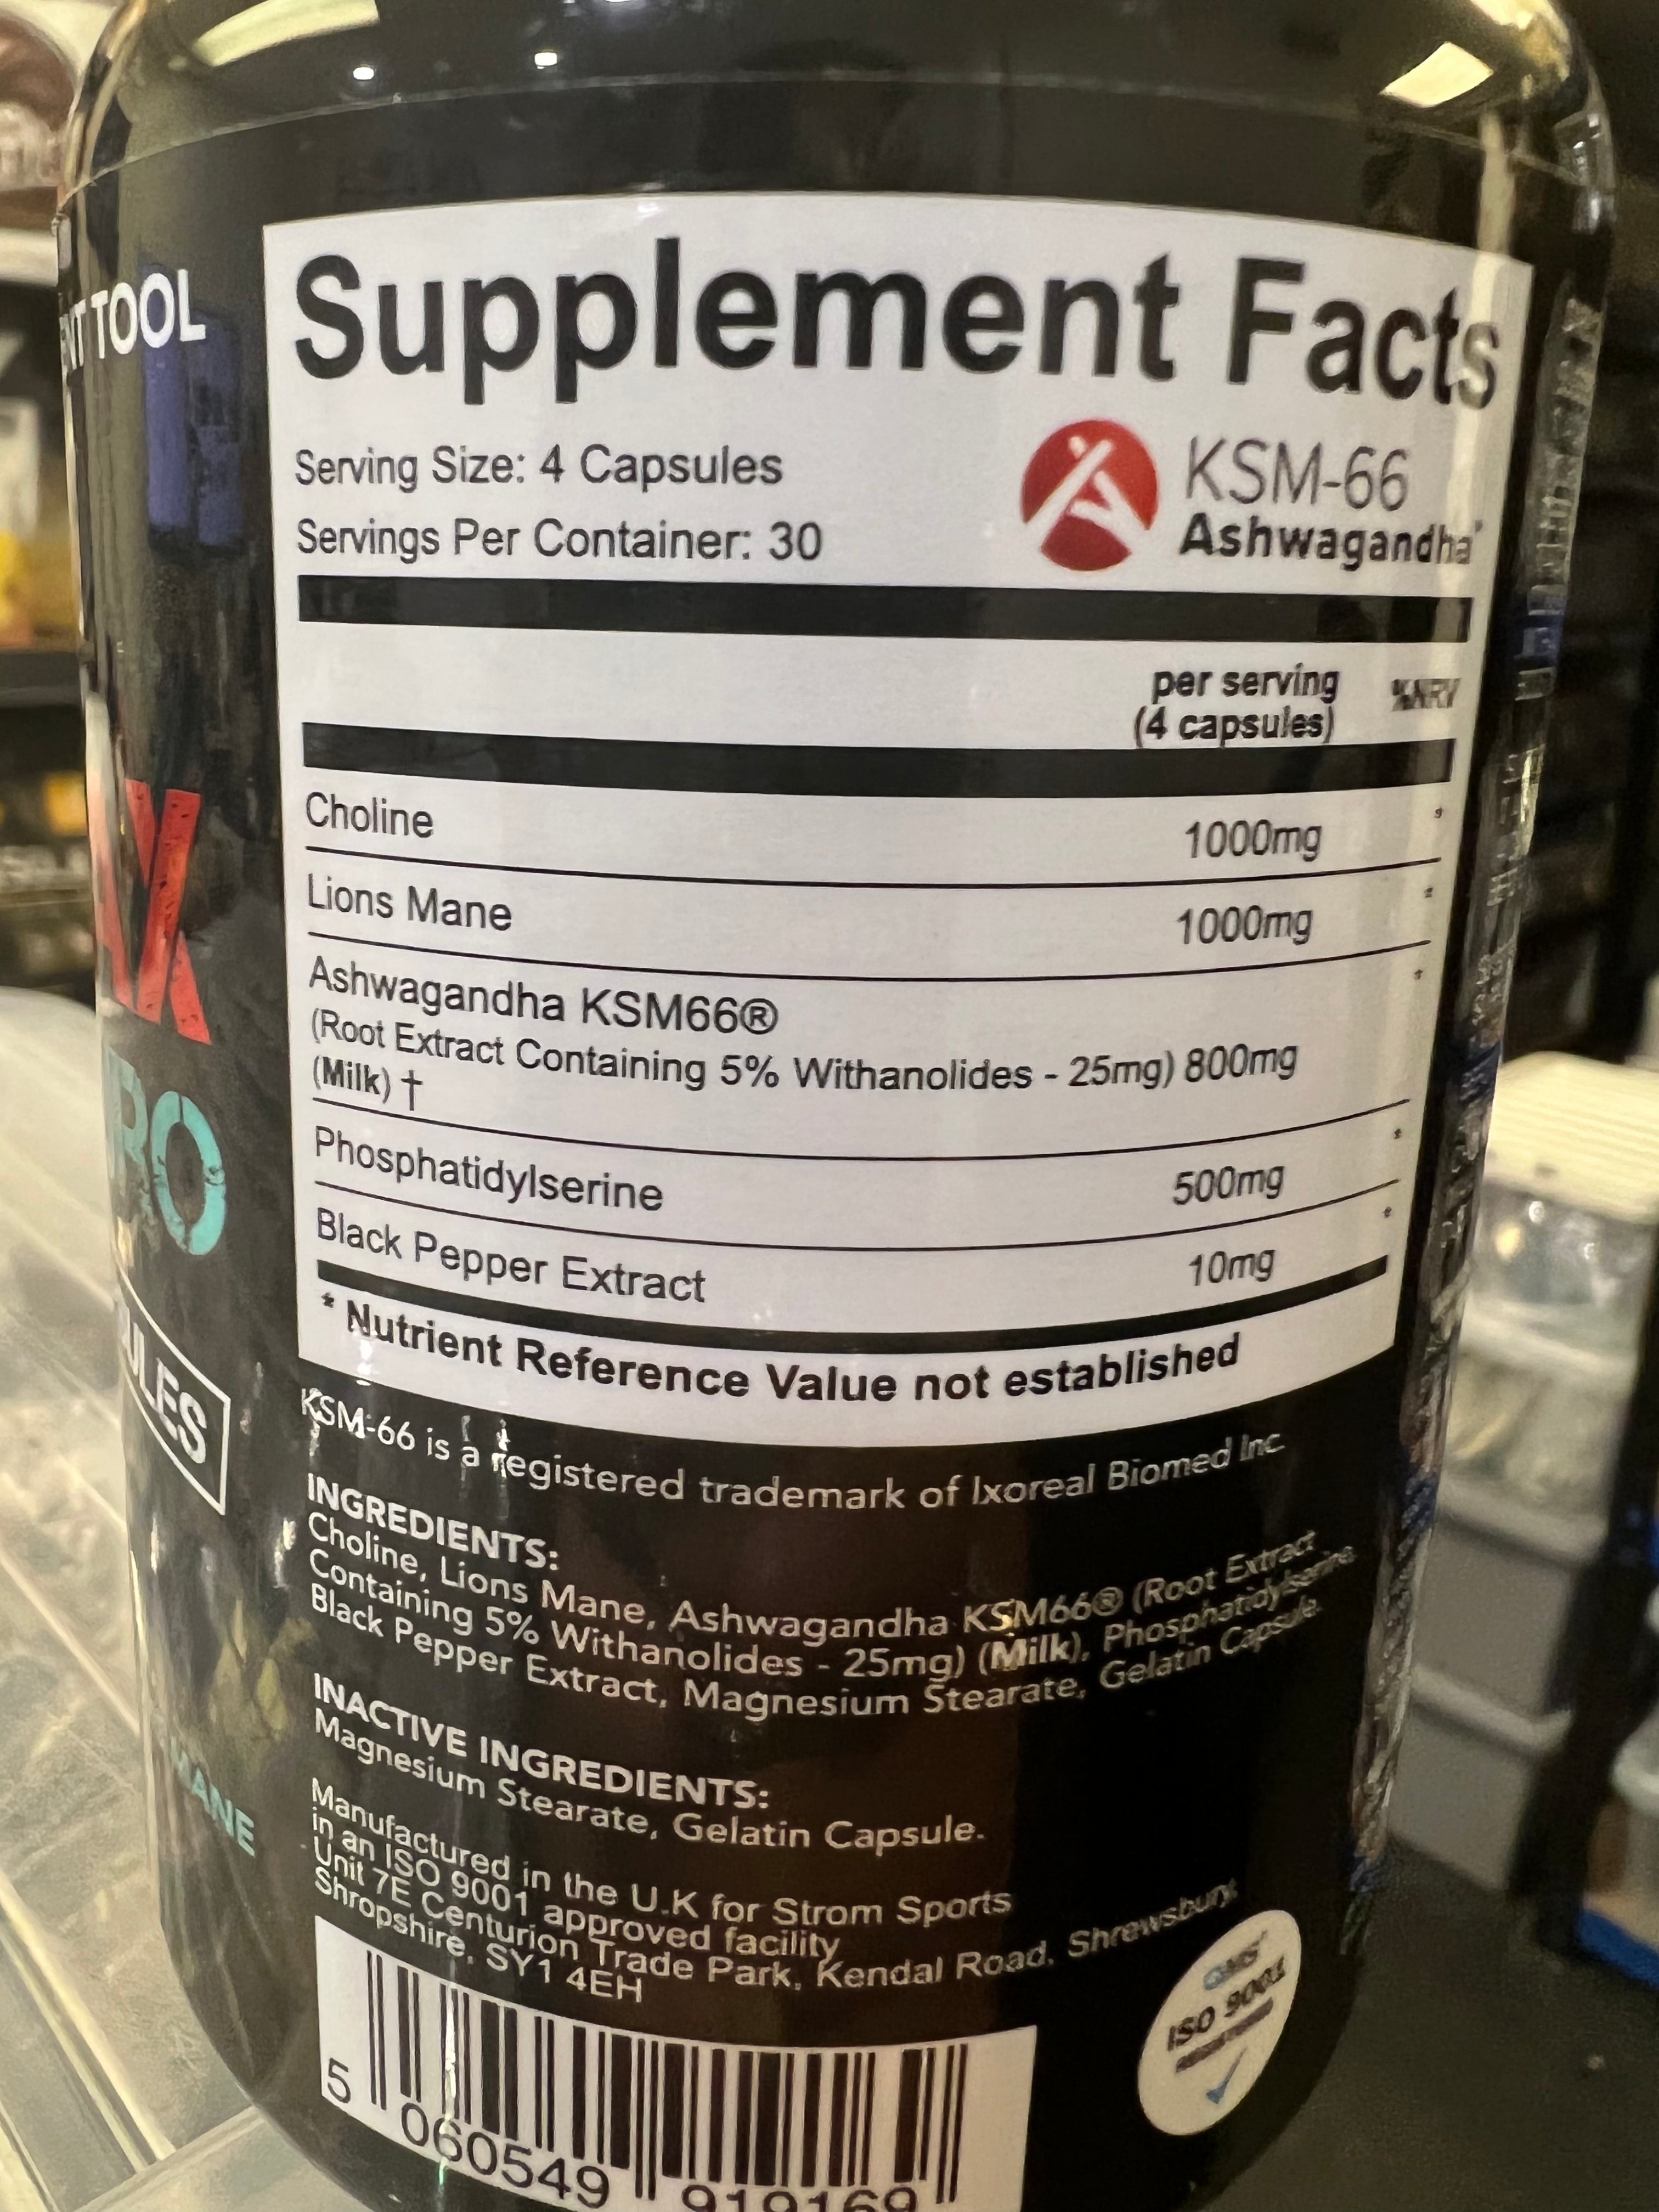 TOOL
Supplement Facts
Serving Size: 4 Capsules
Servings Per Container: 30
KSM-66
Ashwagandha®
per serving %NRV
(4 capsules)
Choline 1000mg *
Lions Mane 1000mg *
Ashwagandha KSM66® *
(Root Extract Containing 5% Withanolides - 25mg) 800mg
(Milk) †
Phosphatidylserine 500mg *
Black Pepper Extract 10mg *
* Nutrient Reference Value not established
KSM-66 is a registered trademark of Ixoreal Biomed Inc.
INGREDIENTS:
Choline, Lions Mane, Ashwagandha KSM66® (Root Extract
Containing 5% Withanolides - 25mg) (Milk), Phosphatidylserine,
Black Pepper Extract, Magnesium Stearate, Gelatin Capsule.
INACTIVE INGREDIENTS:
Magnesium Stearate, Gelatin Capsule.
Manufactured in the U.K for Strom Sports
in an ISO 9001 approved facility
Unit 7E Centurion Trade Park, Kendal Road, Shrewsbury,
Shropshire, SY1 4EH
QMS
ISO 9001
REGISTERED
5 060549 919169
MANE